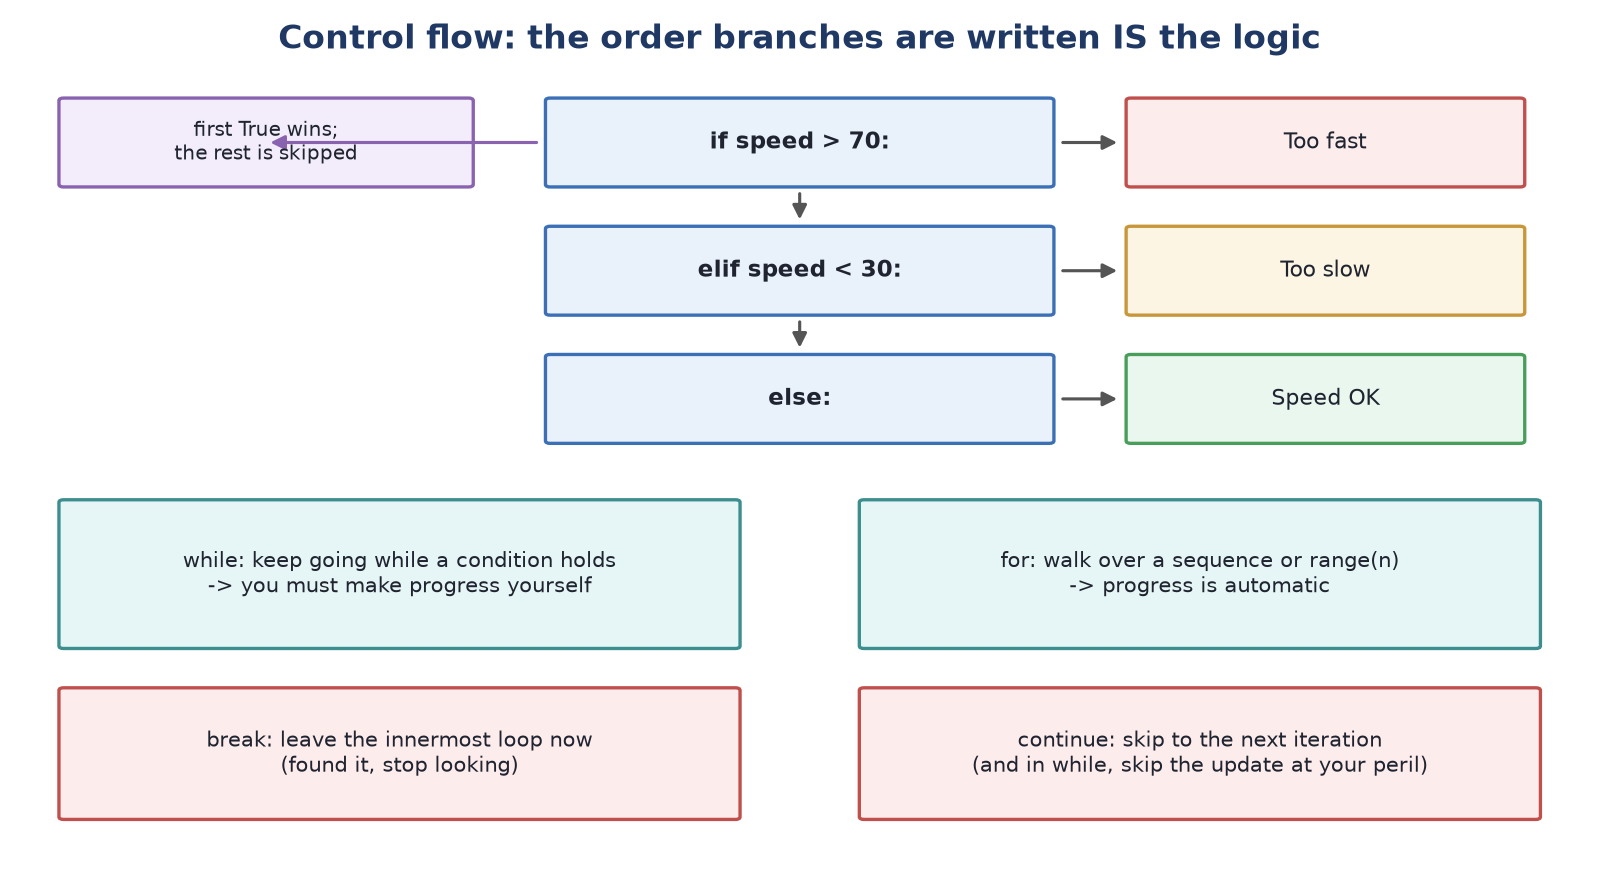 Control flow: the order branches are written IS the logic
first True wins;
the rest is skipped
if speed > 70:
Too fast
elif speed < 30:
Too slow
else:
Speed OK
while: keep going while a condition holds
-> you must make progress yourself
for: walk over a sequence or range(n)
-> progress is automatic
break: leave the innermost loop now
(found it, stop looking)
continue: skip to the next iteration
(and in while, skip the update at your peril)